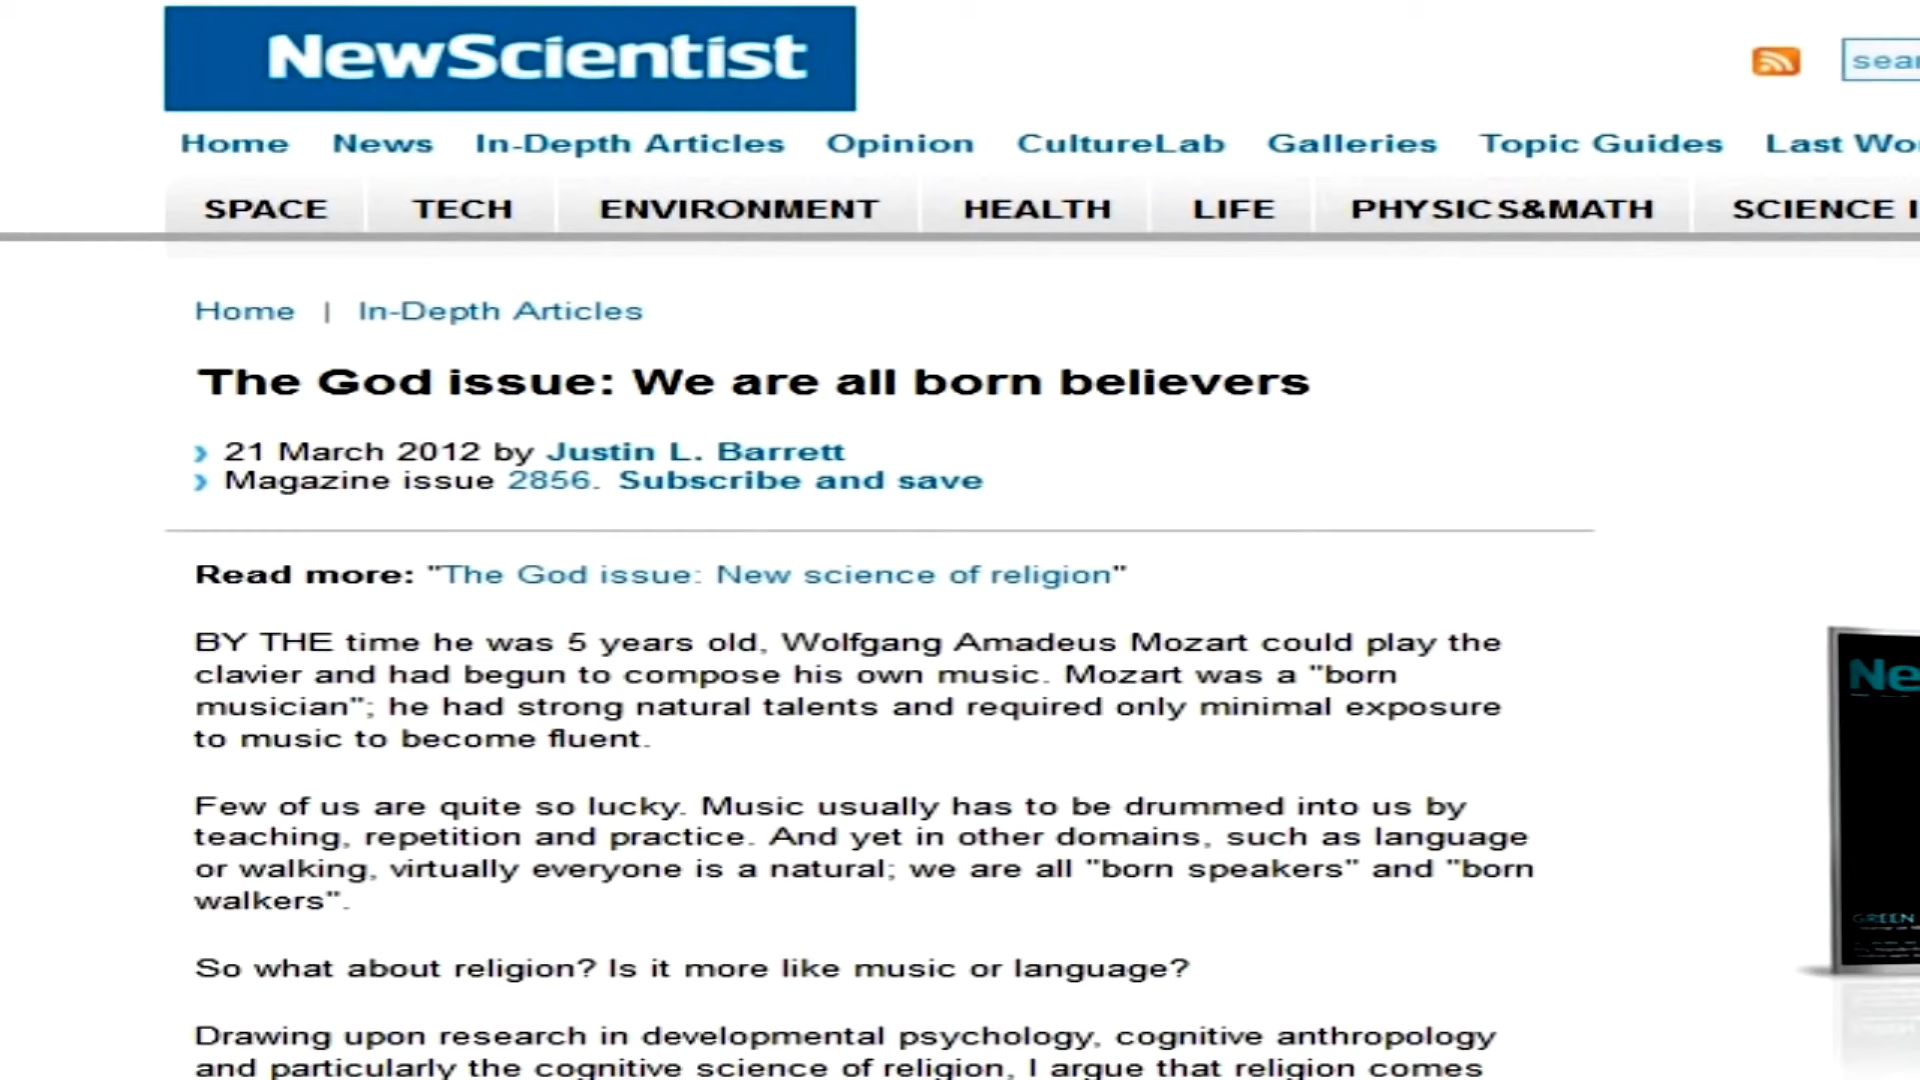 NewScientist
Home News In-Depth Articles Opinion CultureLab Galleries Topic Guides Last
SPACE TECH ENVIRONMENT HEALTH LIFE PHYSICS&MATH SCIENCE
Home | In-Depth Articles
The God issue: We are all born believers
21 March 2012 by Justin L. Barrett
Magazine issue 2856. Subscribe and save
Read more: "The God issue: New science of religion"
BY THE time he was 5 years old, Wolfgang Amadeus Mozart could play the
clavier and had begun to compose his own music. Mozart was a "born
musician"; he had strong natural talents and required only minimal exposure
to music to become fluent.
Few of us are quite so lucky. Music usually has to be drummed into us by
teaching, repetition and practice. And yet in other domains, such as language
or walking, virtually everyone is a natural; we are all "born speakers" and "born
walkers".
So what about religion? Is it more like music or language?
Drawing upon research in developmental psychology, cognitive anthropology
and particularly the cognitive science of religion, I argue that religion comes
GREEN